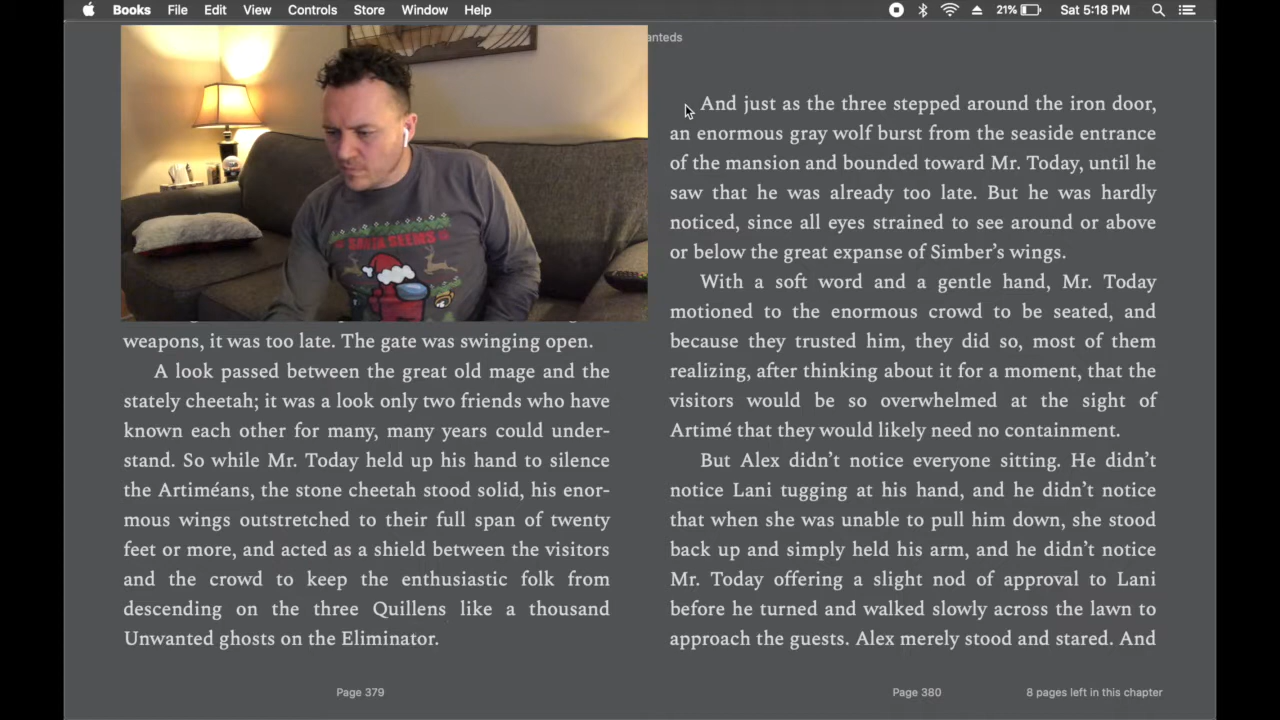 Books File Edit View Controls Store Window Help
21% Sat 5:18 PM
anteds
SANTA SEEMS
weapons, it was too late. The gate was swinging open.
A look passed between the great old mage and the
stately cheetah; it was a look only two friends who have
known each other for many, many years could under-
stand. So while Mr. Today held up his hand to silence
the Artiméans, the stone cheetah stood solid, his enor-
mous wings outstretched to their full span of twenty
feet or more, and acted as a shield between the visitors
and the crowd to keep the enthusiastic folk from
descending on the three Quillens like a thousand
Unwanted ghosts on the Eliminator.
Page 379
And just as the three stepped around the iron door,
an enormous gray wolf burst from the seaside entrance
of the mansion and bounded toward Mr. Today, until he
saw that he was already too late. But he was hardly
noticed, since all eyes strained to see around or above
or below the great expanse of Simber’s wings.
With a soft word and a gentle hand, Mr. Today
motioned to the enormous crowd to be seated, and
because they trusted him, they did so, most of them
realizing, after thinking about it for a moment, that the
visitors would be so overwhelmed at the sight of
Artimé that they would likely need no containment.
But Alex didn’t notice everyone sitting. He didn’t
notice Lani tugging at his hand, and he didn’t notice
that when she was unable to pull him down, she stood
back up and simply held his arm, and he didn’t notice
Mr. Today offering a slight nod of approval to Lani
before he turned and walked slowly across the lawn to
approach the guests. Alex merely stood and stared. And
Page 380
8 pages left in this chapter